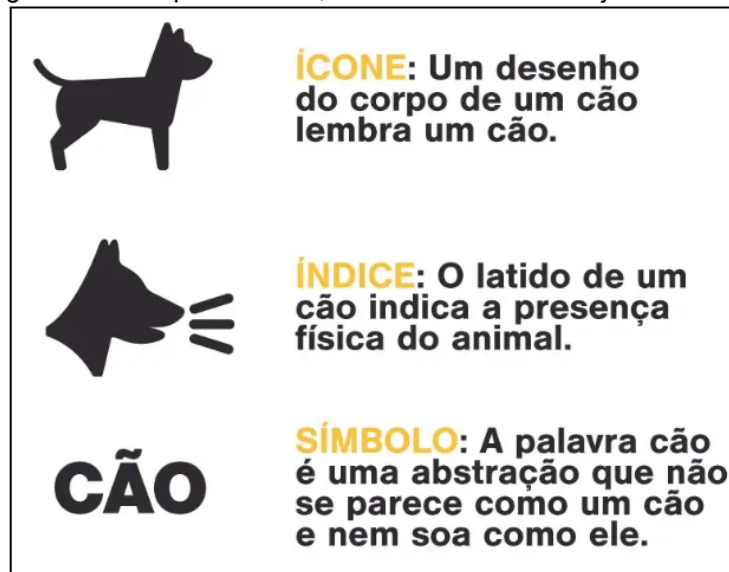 ÍCONE: Um desenho
do corpo de um cão
lembra um cão.
ÍNDICE: O latido de um
cão indica a presença
física do animal.
CÃO
SÍMBOLO: A palavra cão
é uma abstração que não
se parece como um cão
e nem soa como ele.